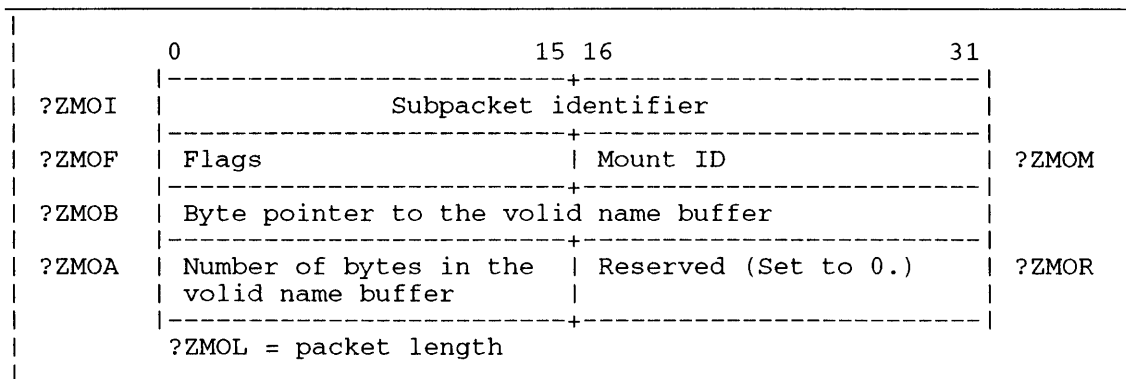 0 15 16 31
?ZMOI Subpacket identifier
?ZMOF Flags Mount ID ?ZMOM
?ZMOB Byte pointer to the volid name buffer
?ZMOA Number of bytes in the Reserved (Set to 0.) ?ZMOR
volid name buffer
?ZMOL = packet length